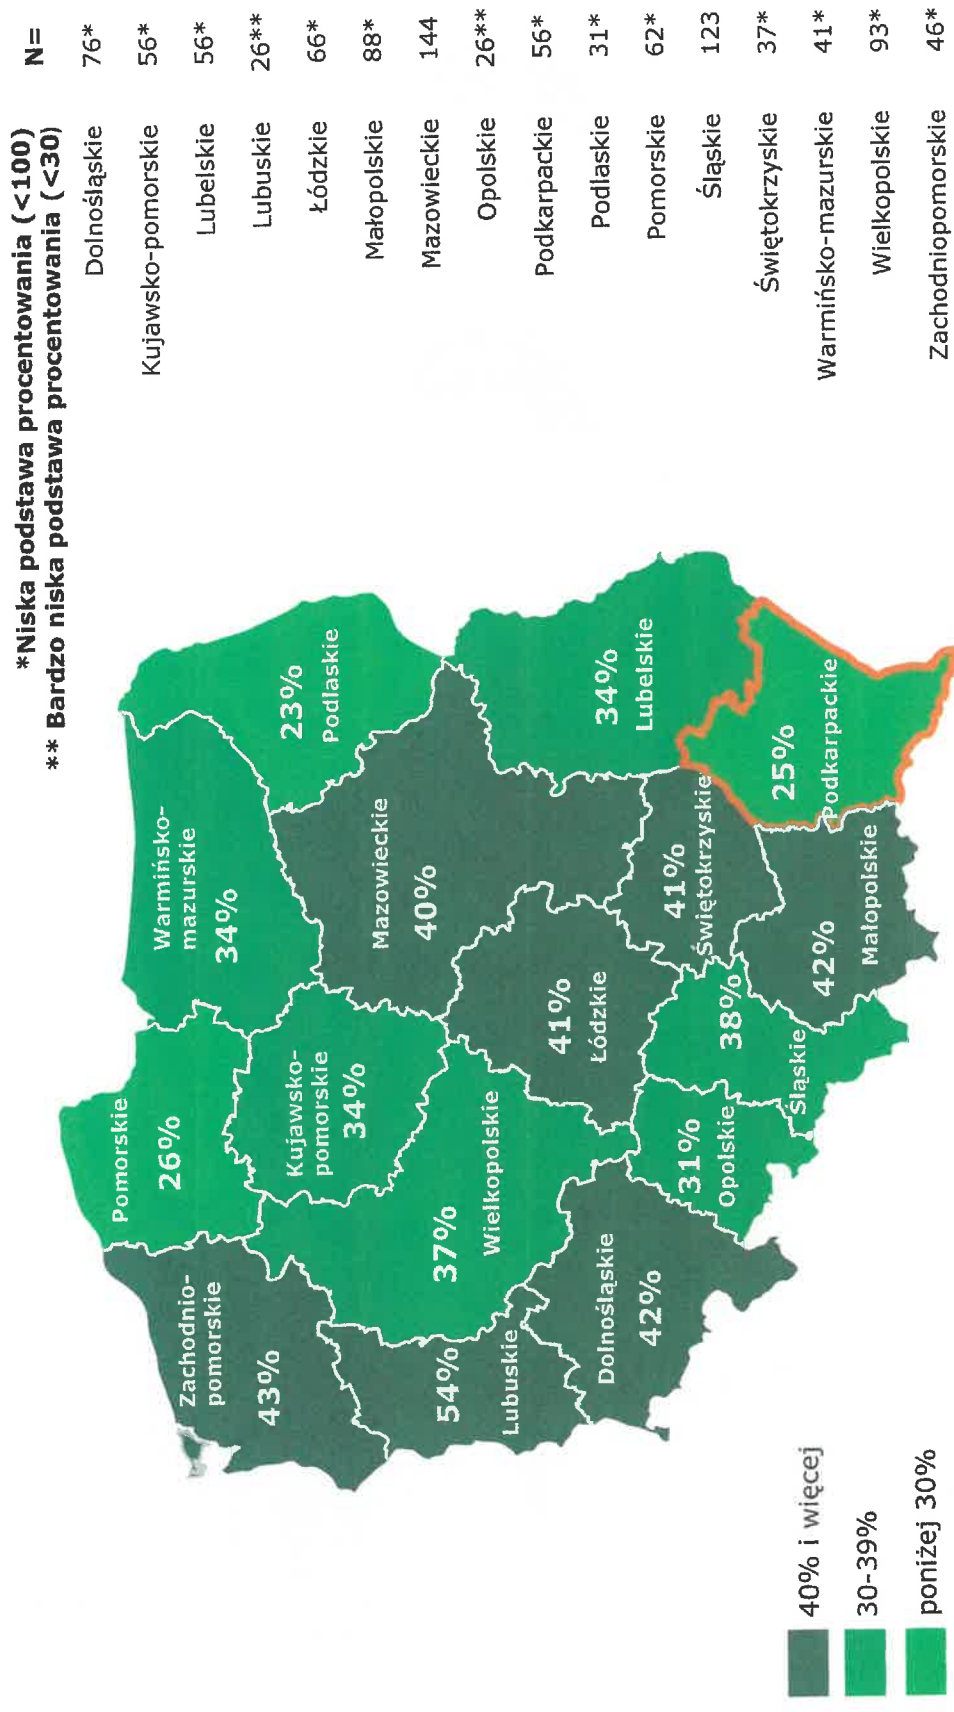 *Niska podstawa procentowania (<100)
** Bardzo niska podstawa procentowania (<30)
N=
Dolnośląskie 76*
Kujawsko-pomorskie 56*
Lubelskie 56*
Lubuskie 26**
Łódzkie 66*
Małopolskie 88*
Mazowieckie 144
Opolskie 26**
Podkarpackie 56*
Podlaskie 31*
Pomorskie 62*
Śląskie 123
Świętokrzyskie 37*
Warmińsko-mazurskie 41*
Wielkopolskie 93*
Zachodniopomorskie 46*
Pomorskie
26%
Zachodnio-
pomorskie
43%
Warmińsko-
mazurskie
34%
23%
Podlaskie
Kujawsko-
pomorskie
34%
Mazowieckie
40%
37%
Wielkopolskie
54%
Lubuskie
41%
Łódzkie
34%
Lubelskie
Dolnośląskie
42%
31%
Opolskie
38%
Śląskie
41%
Świętokrzyskie
42%
Małopolskie
25%
Podkarpackie
40% i więcej
30-39%
poniżej 30%